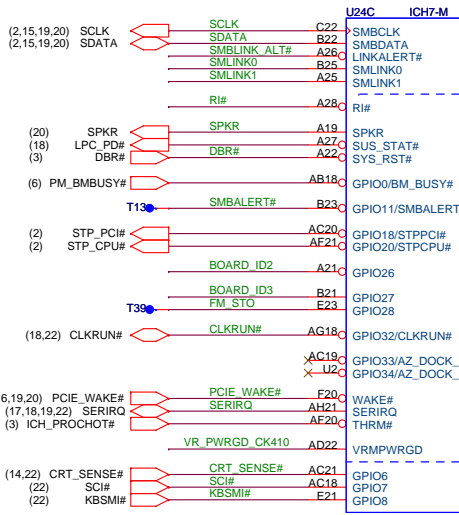 U24C ICH7-M
(2,15,19,20) SCLK SCLK C22 SMBCLK
(2,15,19,20) SDATA SDATA B22 SMBDATA
SMBLINK_ALT# A26 LINKALERT#
SMLINK0 B25 SMLINK0
SMLINK1 A25 SMLINK1
RI# A28 RI#
(20) SPKR SPKR A19 SPKR
(18) LPC_PD# A27 SUS_STAT#
(3) DBR# DBR# A22 SYS_RST#
(6) PM_BMBUSY# AB18 GPIO0/BM_BUSY#
T13 SMBALERT# B23 GPIO11/SMBALERT
(2) STP_PCI# AC20 GPIO18/STPPCI#
(2) STP_CPU# AF21 GPIO20/STPCPU#
BOARD_ID2 A21 GPIO26
BOARD_ID3 B21 GPIO27
T39 FM_STO E23 GPIO28
(18,22) CLKRUN# CLKRUN# AG18 GPIO32/CLKRUN#
AC19 GPIO33/AZ_DOCK_
U2 GPIO34/AZ_DOCK_
6,19,20) PCIE_WAKE# PCIE_WAKE# F20 WAKE#
(17,18,19,22) SERIRQ SERIRQ AH21 SERIRQ
(3) ICH_PROCHOT# AF20 THRM#
VR_PWRGD_CK410 AD22 VRMPWRGD
(14,22) CRT_SENSE# CRT_SENSE# AC21 GPIO6
(22) SCI# SCI# AC18 GPIO7
(22) KBSMI# KBSMI# E21 GPIO8